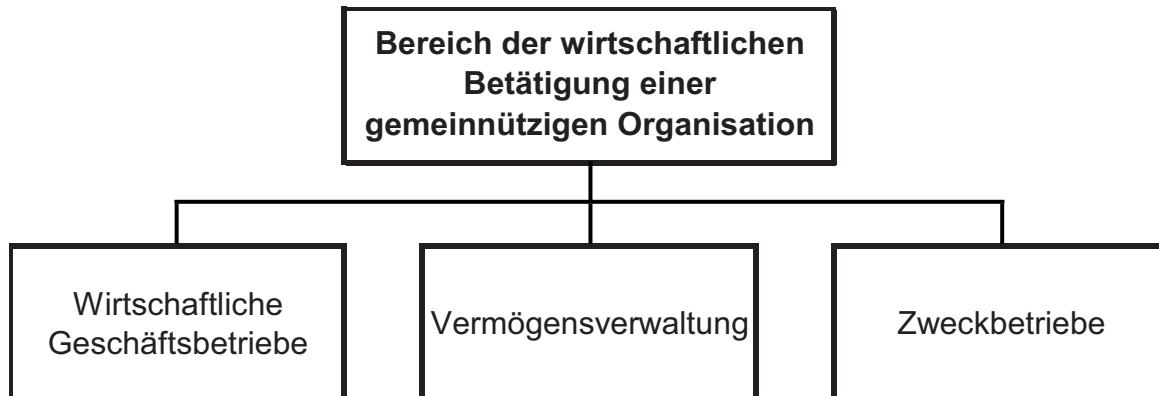 Bereich der wirtschaftlichen
Betätigung einer
gemeinnützigen Organisation
Wirtschaftliche
Geschäftsbetriebe
Vermögensverwaltung
Zweckbetriebe